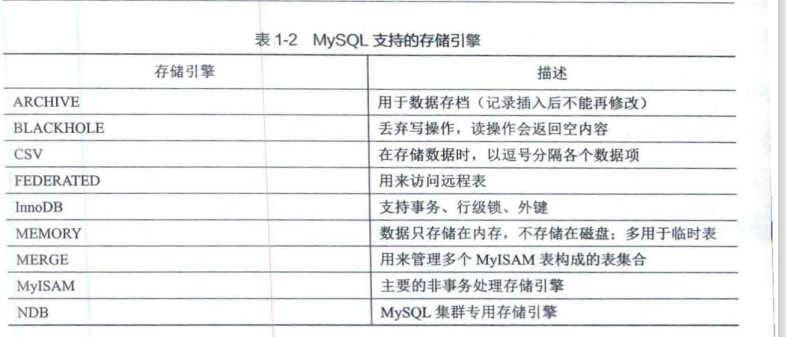 表 1-2 MySQL 支持的存储引擎
存储引擎 描述
ARCHIVE 用于数据存档（记录插入后不能再修改）
BLACKHOLE 丢弃写操作，读操作会返回空内容
CSV 在存储数据时，以逗号分隔各个数据项
FEDERATED 用来访问远程表
InnoDB 支持事务、行级锁、外键
MEMORY 数据只存储在内存，不存储在磁盘；多用于临时表
MERGE 用来管理多个 MyISAM 表构成的表集合
MyISAM 主要的非事务处理存储引擎
NDB MySQL 集群专用存储引擎